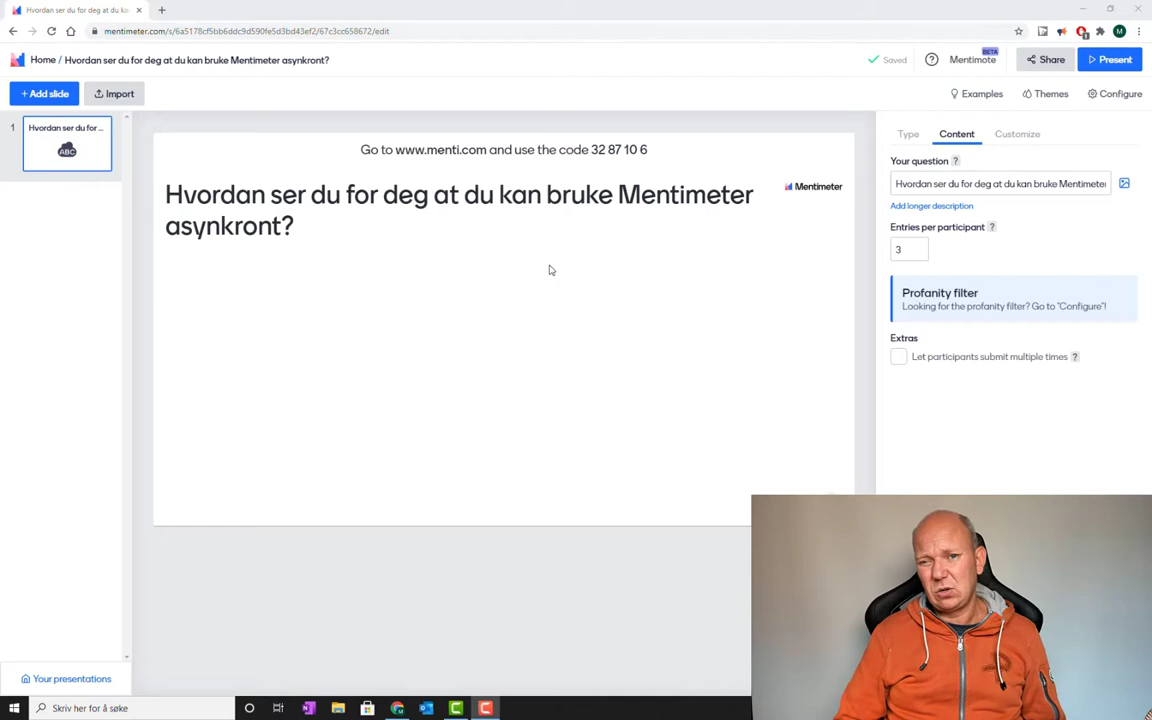 Hvordan ser du for deg at du ka
mentimeter.com/s/6a5178cf5bb6ddc9d590fe5d3bd43ef2/67c3cc658672/edit
M
Home / Hvordan ser du for deg at du kan bruke Mentimeter asynkront?
Saved
Mentimote
BETA
Share
Present
+ Add slide
Import
Examples
Themes
Configure
1
Hvordan ser du for ...
ABC
Go to www.menti.com and use the code 32 87 10 6
Hvordan ser du for deg at du kan bruke Mentimeter
asynkront?
Mentimeter
Type
Content
Customize
Your question ?
Hvordan ser du for deg at du kan bruke Mentimeter
Add longer description
Entries per participant ?
3
Profanity filter
Looking for the profanity filter? Go to "Configure"!
Extras
Let participants submit multiple times ?
Your presentations
Skriv her for å søke